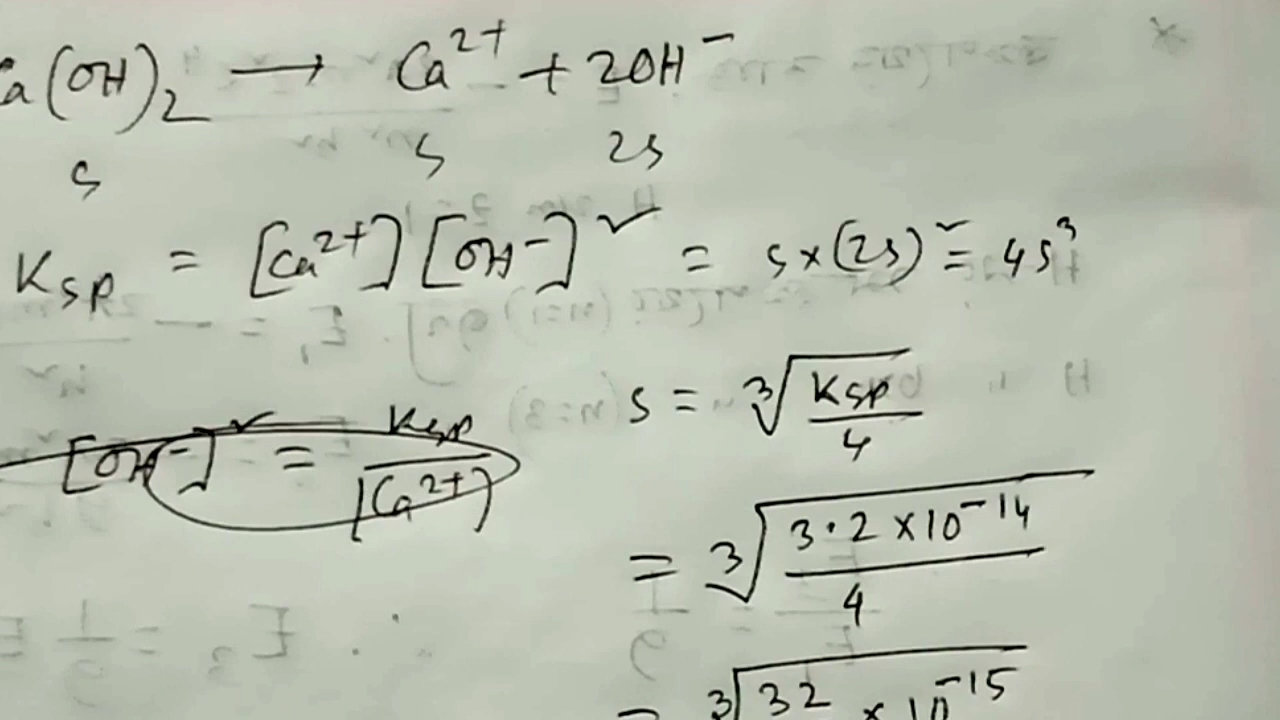 a(OH)₂ → Ca²⁺ + 2OH⁻
s s 2s
Ksp = [Ca²⁺][OH⁻]² = s×(2s)² = 4s³
s = ∛(Ksp/4)
[OH⁻]² = Ksp/[Ca²⁺]
= ∛(3·2×10⁻¹⁴/4)
= ∛32 × 10⁻¹⁵